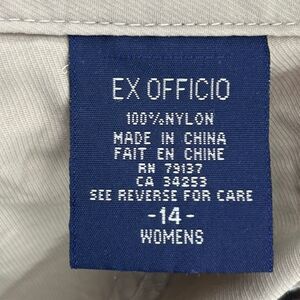 EX OFFICIO
100%NYLON
MADE IN CHINA
FAIT EN CHINE
RN 79137
CA 34253
SEE REVERSE FOR CARE
-14-
WOMENS